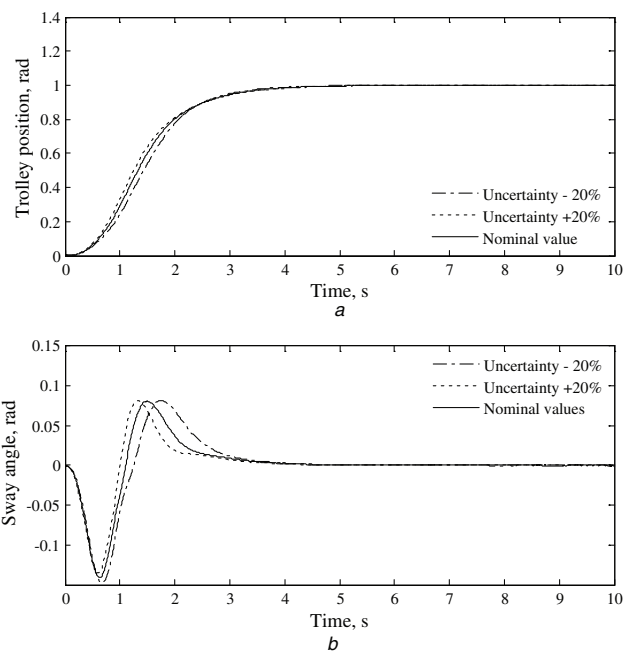 1.4
1.2
1
0.8
0.6
0.4
0.2
0
Trolley position, rad
Uncertainty - 20%
Uncertainty +20%
Nominal value
0 1 2 3 4 5 6 7 8 9 10
Time, s
a
0.15
0.1
0.05
0
-0.05
-0.1
Sway angle, rad
Uncertainty - 20%
Uncertainty +20%
Nominal values
0 1 2 3 4 5 6 7 8 9 10
Time, s
b